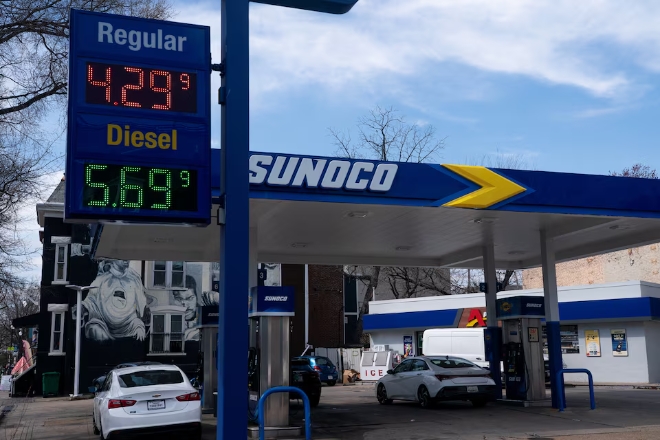 Regular
4.29 9
Diesel
5.69 9
SUNOCO
SUNOCO
ICE